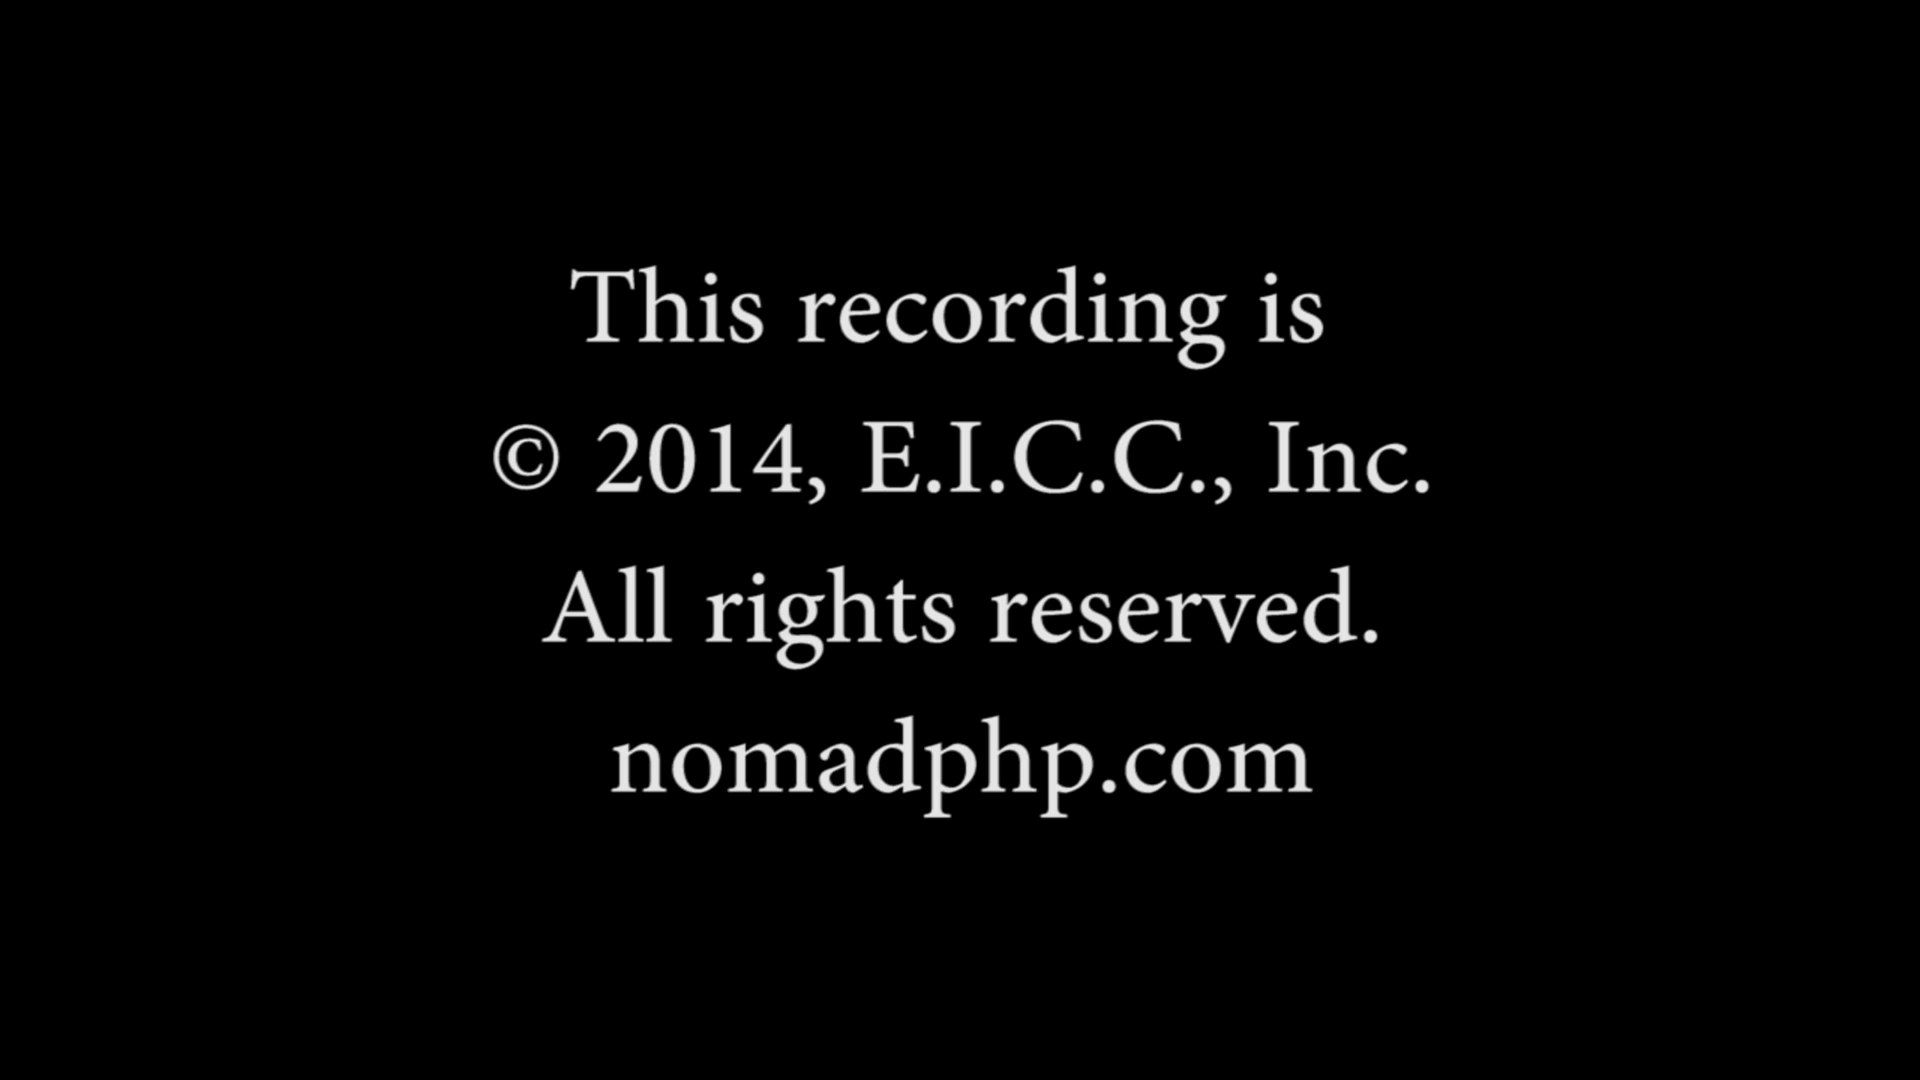 This recording is
© 2014, E.I.C.C., Inc.
All rights reserved.
nomadphp.com